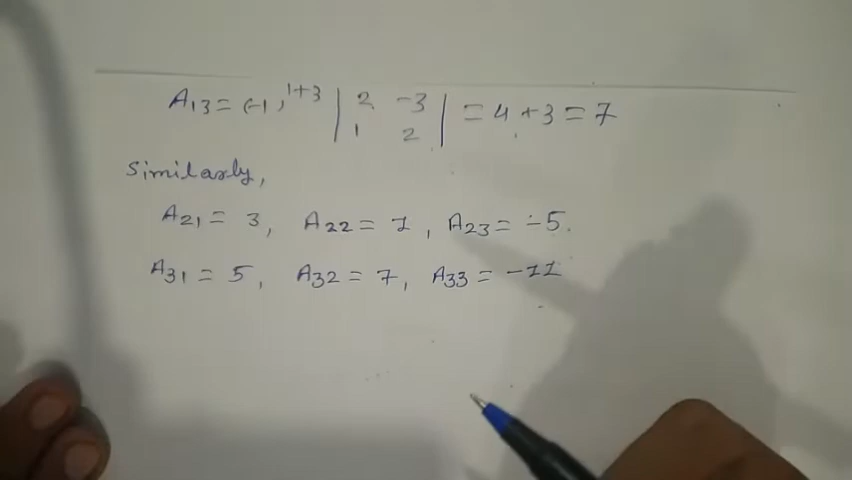 A13 = (-1)^1+3 | 2 -3 | = 4 + 3 = 7
1 2
Similarly,
A21 = 3, A22 = 1, A23 = -5.
A31 = 5, A32 = 7, A33 = -11